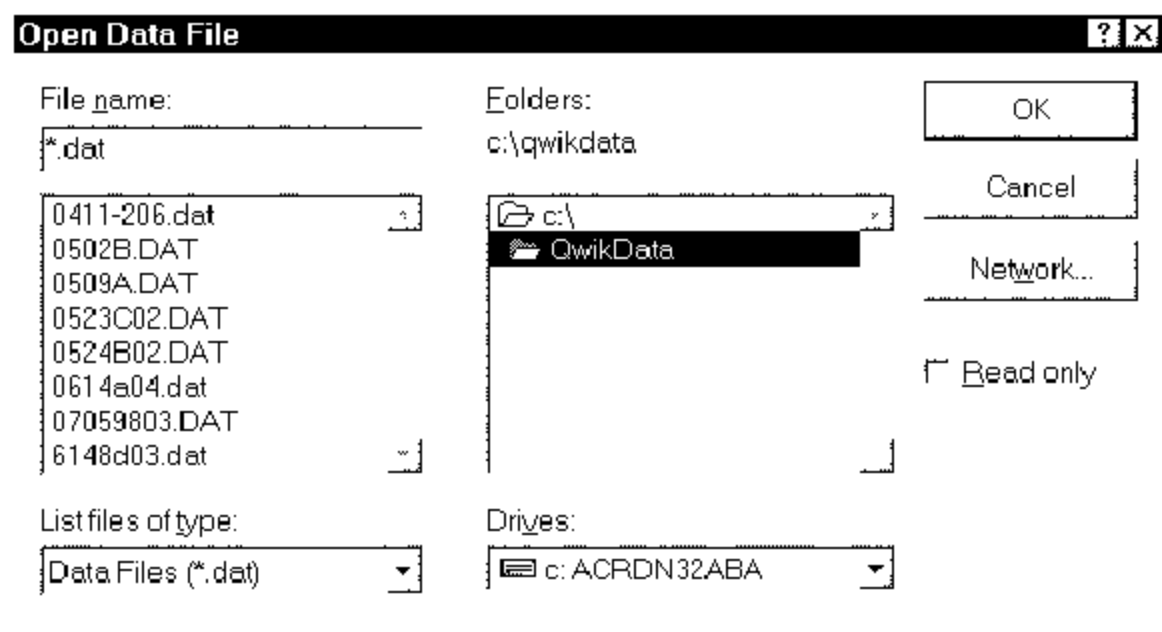 Open Data File
File name:
*.dat
0411-206.dat
0502B.DAT
0509A.DAT
0523C02.DAT
0524B02.DAT
0614a04.dat
07059803.DAT
6148d03.dat
List files of type:
Data Files (*.dat)
Folders:
c:\qwikdata
c:\
QwikData
Drives:
c: ACRDN32ABA
OK
Cancel
Network...
Read only